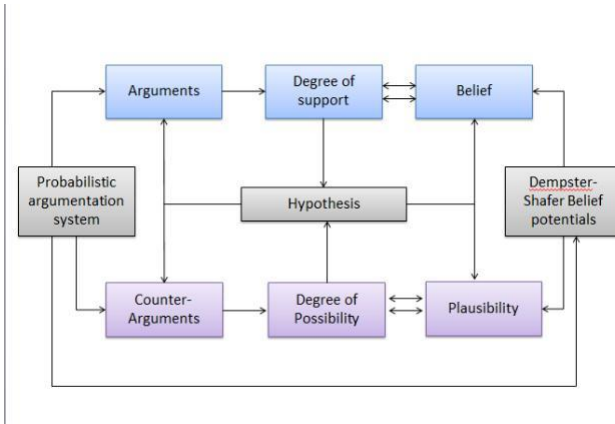 Arguments
Degree of
support
Belief
Probabilistic
argumentation
system
Hypothesis
Dempster-
Shafer Belief
potentials
Counter-
Arguments
Degree of
Possibility
Plausibility